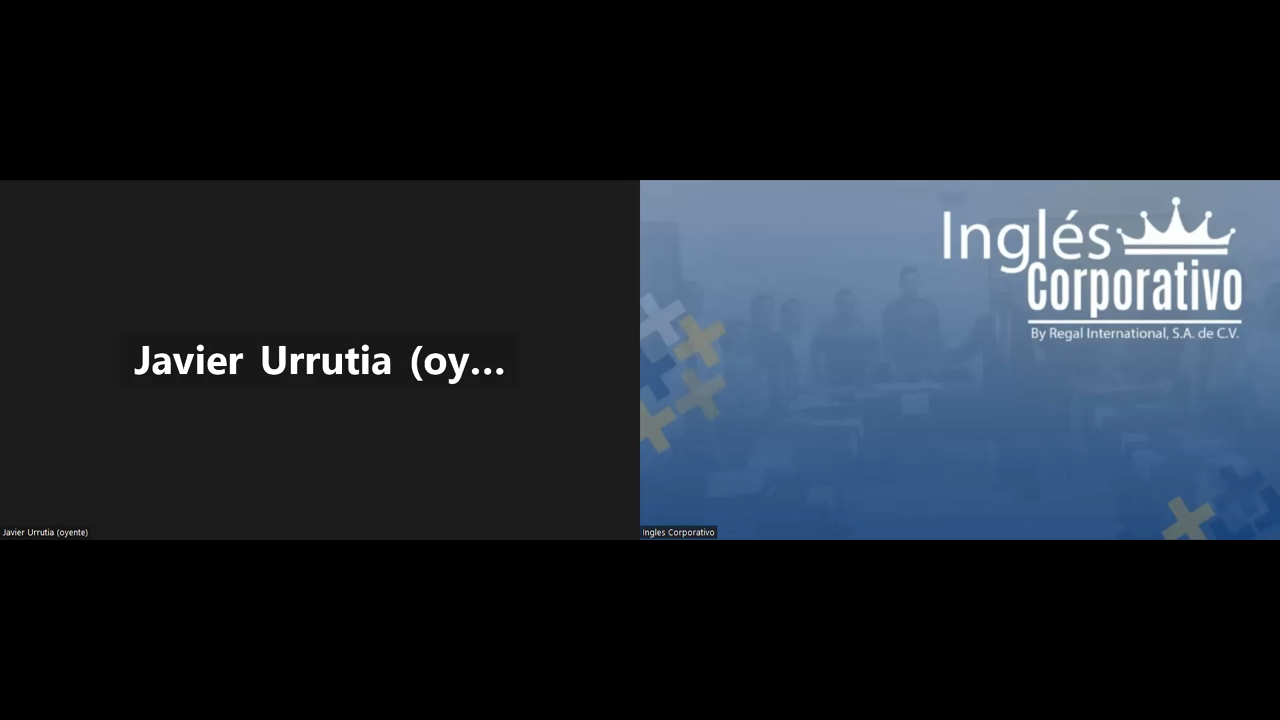 Javier Urrutia (oy...
Javier Urrutia (oyente)
Inglés
Corporativo
By Regal International, S.A. de C.V.
Ingles Corporativo